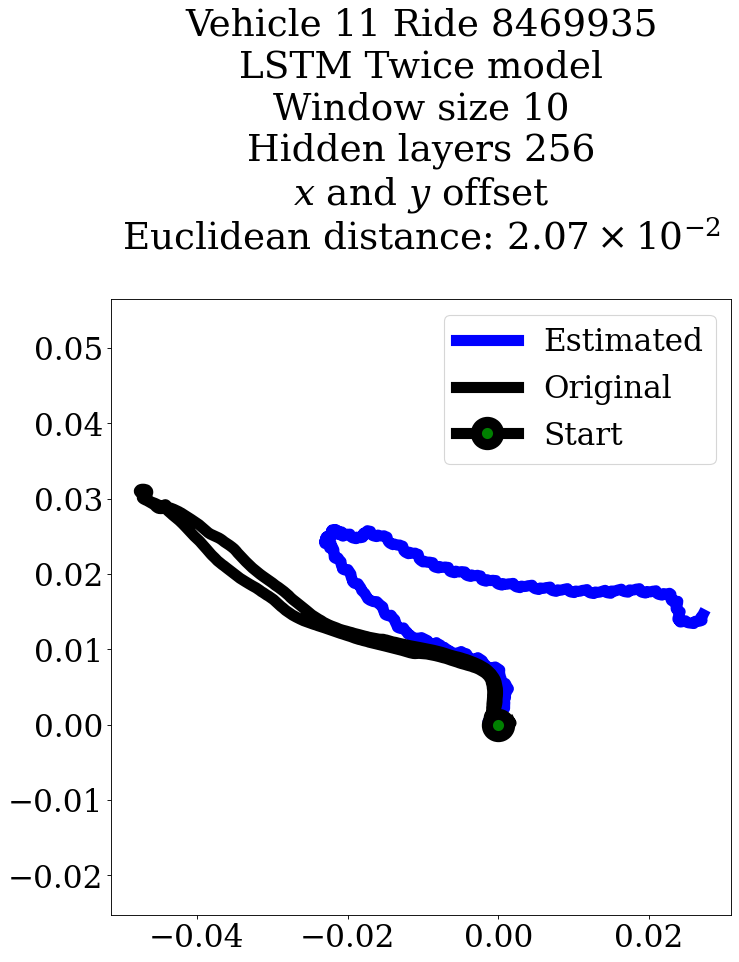 Vehicle 11 Ride 8469935
LSTM Twice model
Window size 10
Hidden layers 256
x and y offset
Euclidean distance: 2.07 × 10⁻²
Estimated
Original
Start
0.05
0.04
0.03
0.02
0.01
0.00
−0.01
−0.02
−0.04 −0.02 0.00 0.02